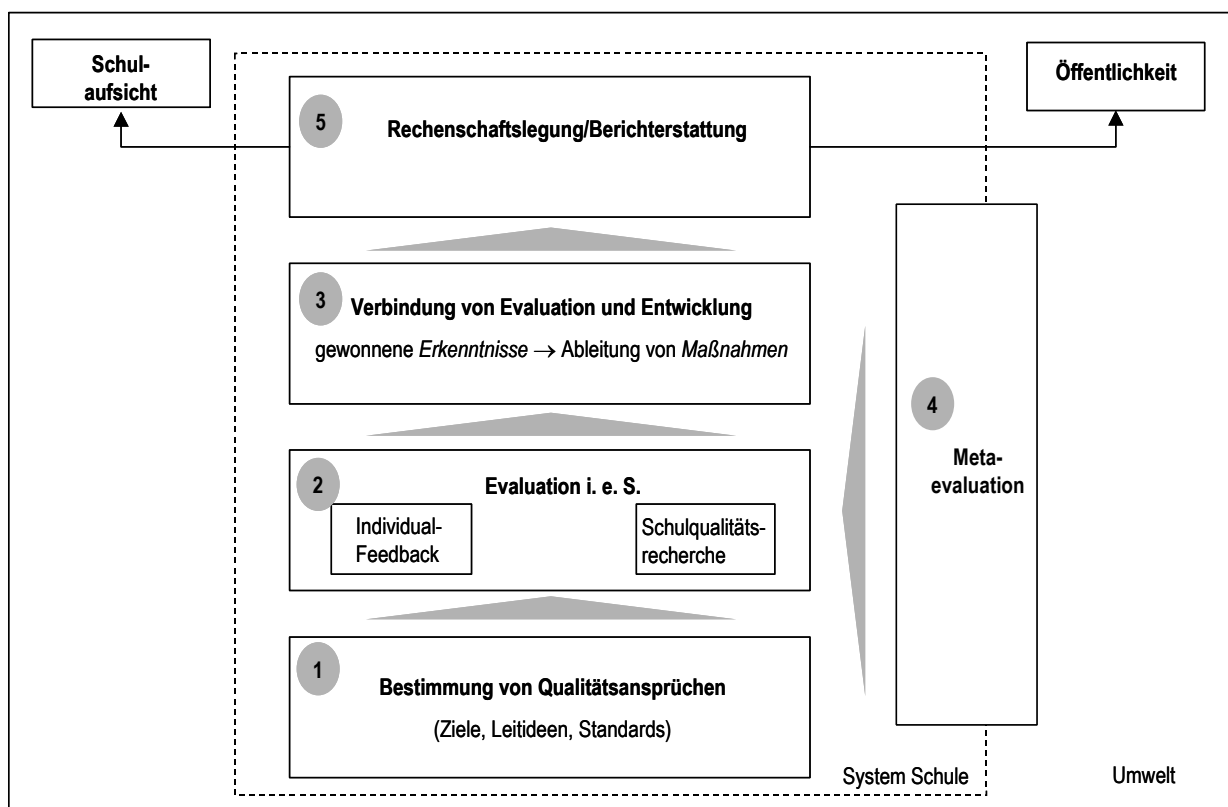 Schul-
aufsicht
Öffentlichkeit
5
Rechenschaftslegung/Berichterstattung
3
Verbindung von Evaluation und Entwicklung
gewonnene Erkenntnisse → Ableitung von Maßnahmen
4
Meta-
evaluation
2
Evaluation i. e. S.
Individual-
Feedback
Schulqualitäts-
recherche
1
Bestimmung von Qualitätsansprüchen
(Ziele, Leitideen, Standards)
System Schule
Umwelt